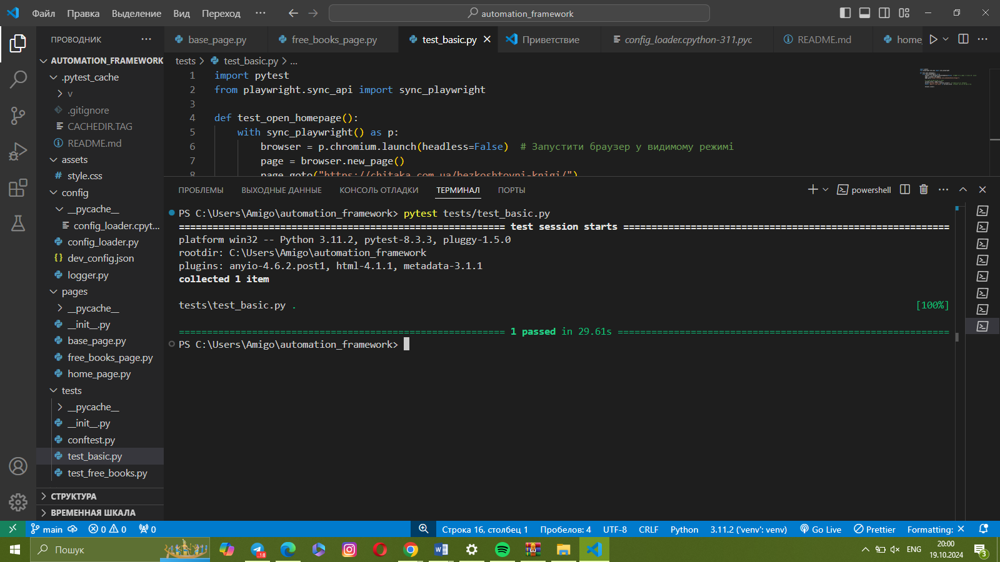 Файл Правка Выделение Вид Переход ··· automation_framework
ПРОВОДНИК ···
AUTOMATION_FRAMEWORK
.pytest_cache
v
.gitignore
CACHEDIR.TAG
README.md
assets
# style.css
config
__pycache__
config_loader.cpyt...
config_loader.py
{} dev_config.json
logger.py
pages
__pycache__
__init__.py
base_page.py
free_books_page.py
home_page.py
tests
__pycache__
__init__.py
conftest.py
test_basic.py
test_free_books.py
СТРУКТУРА
ВРЕМЕННАЯ ШКАЛА
base_page.py free_books_page.py test_basic.py Приветствие config_loader.cpython-311.pyc README.md home_
tests > test_basic.py > ...
1 import pytest
2 from playwright.sync_api import sync_playwright
3
4 def test_open_homepage():
5 with sync_playwright() as p:
6 browser = p.chromium.launch(headless=False) # Запустити браузер у видимому режимі
7 page = browser.new_page()
8 page.goto("https://chitaka.com.ua/bezkoshtovni-knigi/")
ПРОБЛЕМЫ ВЫХОДНЫЕ ДАННЫЕ КОНСОЛЬ ОТЛАДКИ ТЕРМИНАЛ ПОРТЫ powershell
PS C:\Users\Amigo\automation_framework> pytest tests/test_basic.py
========================================================== test session starts ==========================================================
platform win32 -- Python 3.11.2, pytest-8.3.3, pluggy-1.5.0
rootdir: C:\Users\Amigo\automation_framework
plugins: anyio-4.6.2.post1, html-4.1.1, metadata-3.1.1
collected 1 item
tests\test_basic.py . [100%]
========================================================== 1 passed in 29.61s ===========================================================
PS C:\Users\Amigo\automation_framework>
main 0 0 0 Строка 16, столбец 1 Пробелов: 4 UTF-8 CRLF Python 3.11.2 ('venv': venv) Go Live Prettier Formatting: ×
Пошук .18 ENG 20:00 3
19.10.2024